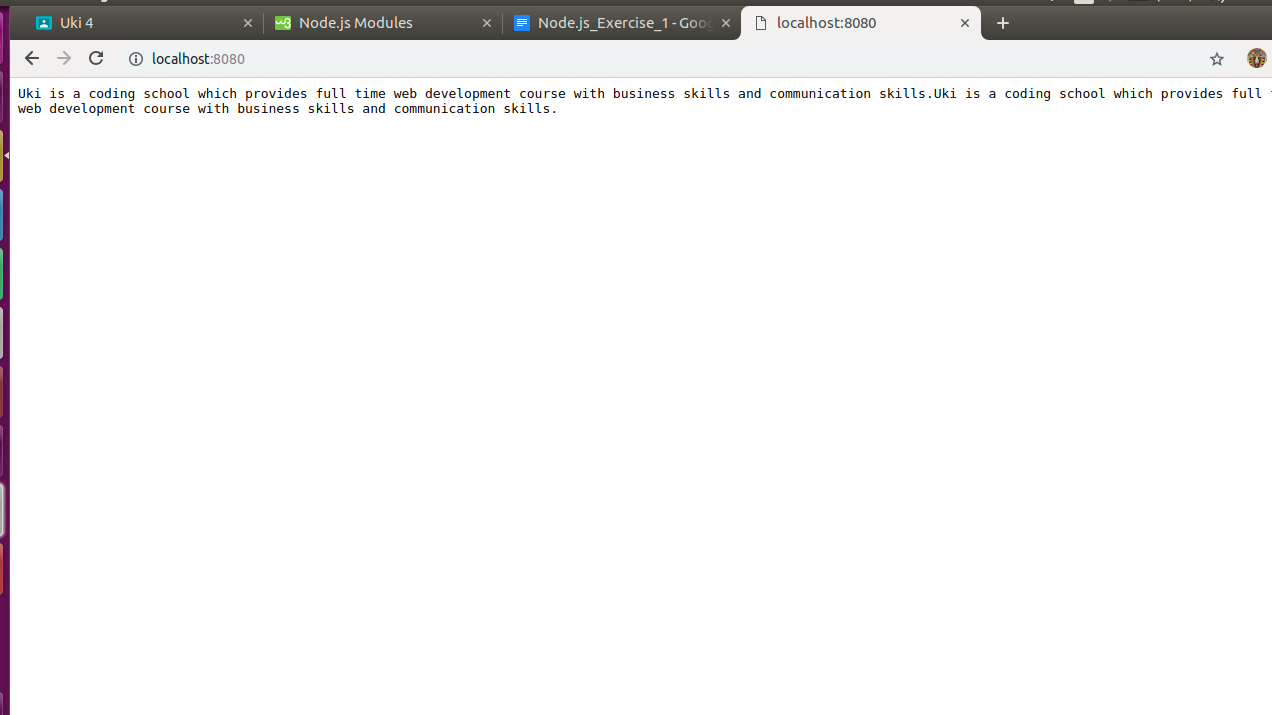 Uki 4
Node.js Modules
Node.js_Exercise_1 - Goo
localhost:8080
localhost:8080
Uki is a coding school which provides full time web development course with business skills and communication skills.Uki is a coding school which provides full
web development course with business skills and communication skills.